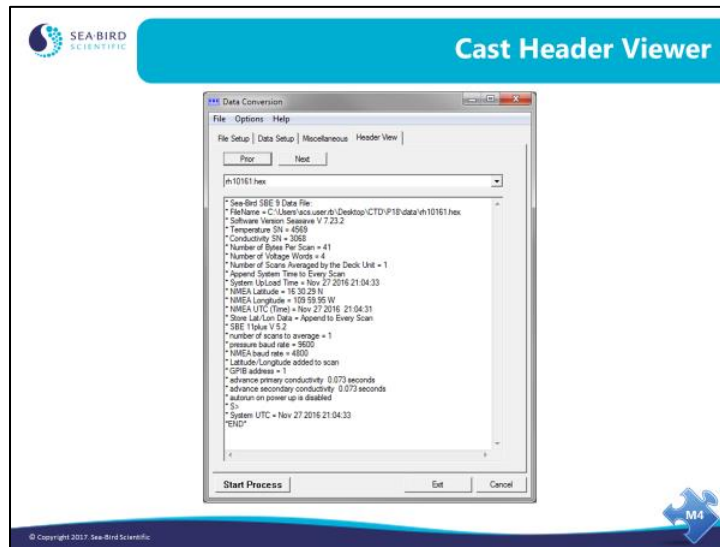 SEA·BIRD
SCIENTIFIC
Cast Header Viewer
Data Conversion
File Options Help
File Setup Data Setup Miscellaneous Header View
Prior Next
rh10161.hex
* Sea-Bird SBE 9 Data File:
* FileName = C:\Users\acs.user.rb\Desktop\CTD\P18\data\rh10161.hex
* Software Version Seasave V 7.23.2
* Temperature SN = 4569
* Conductivity SN = 3068
* Number of Bytes Per Scan = 41
* Number of Voltage Words = 4
* Number of Scans Averaged by the Deck Unit = 1
* Append System Time to Every Scan
* System UpLoad Time = Nov 27 2016 21:04:33
* NMEA Latitude = 16 30.29 N
* NMEA Longitude = 109 59.95 W
* NMEA UTC (Time) = Nov 27 2016 21:04:31
* Store Lat/Lon Data = Append to Every Scan
* SBE 11plus V 5.2
* number of scans to average = 1
* pressure baud rate = 9600
* NMEA baud rate = 4800
* Latitude/Longitude added to scan
* GPIB address = 1
* advance primary conductivity 0.073 seconds
* advance secondary conductivity 0.073 seconds
* autorun on power up is disabled
* S>
* System UTC = Nov 27 2016 21:04:33
*END*
Start Process Exit Cancel
M4
© Copyright 2017. Sea-Bird Scientific